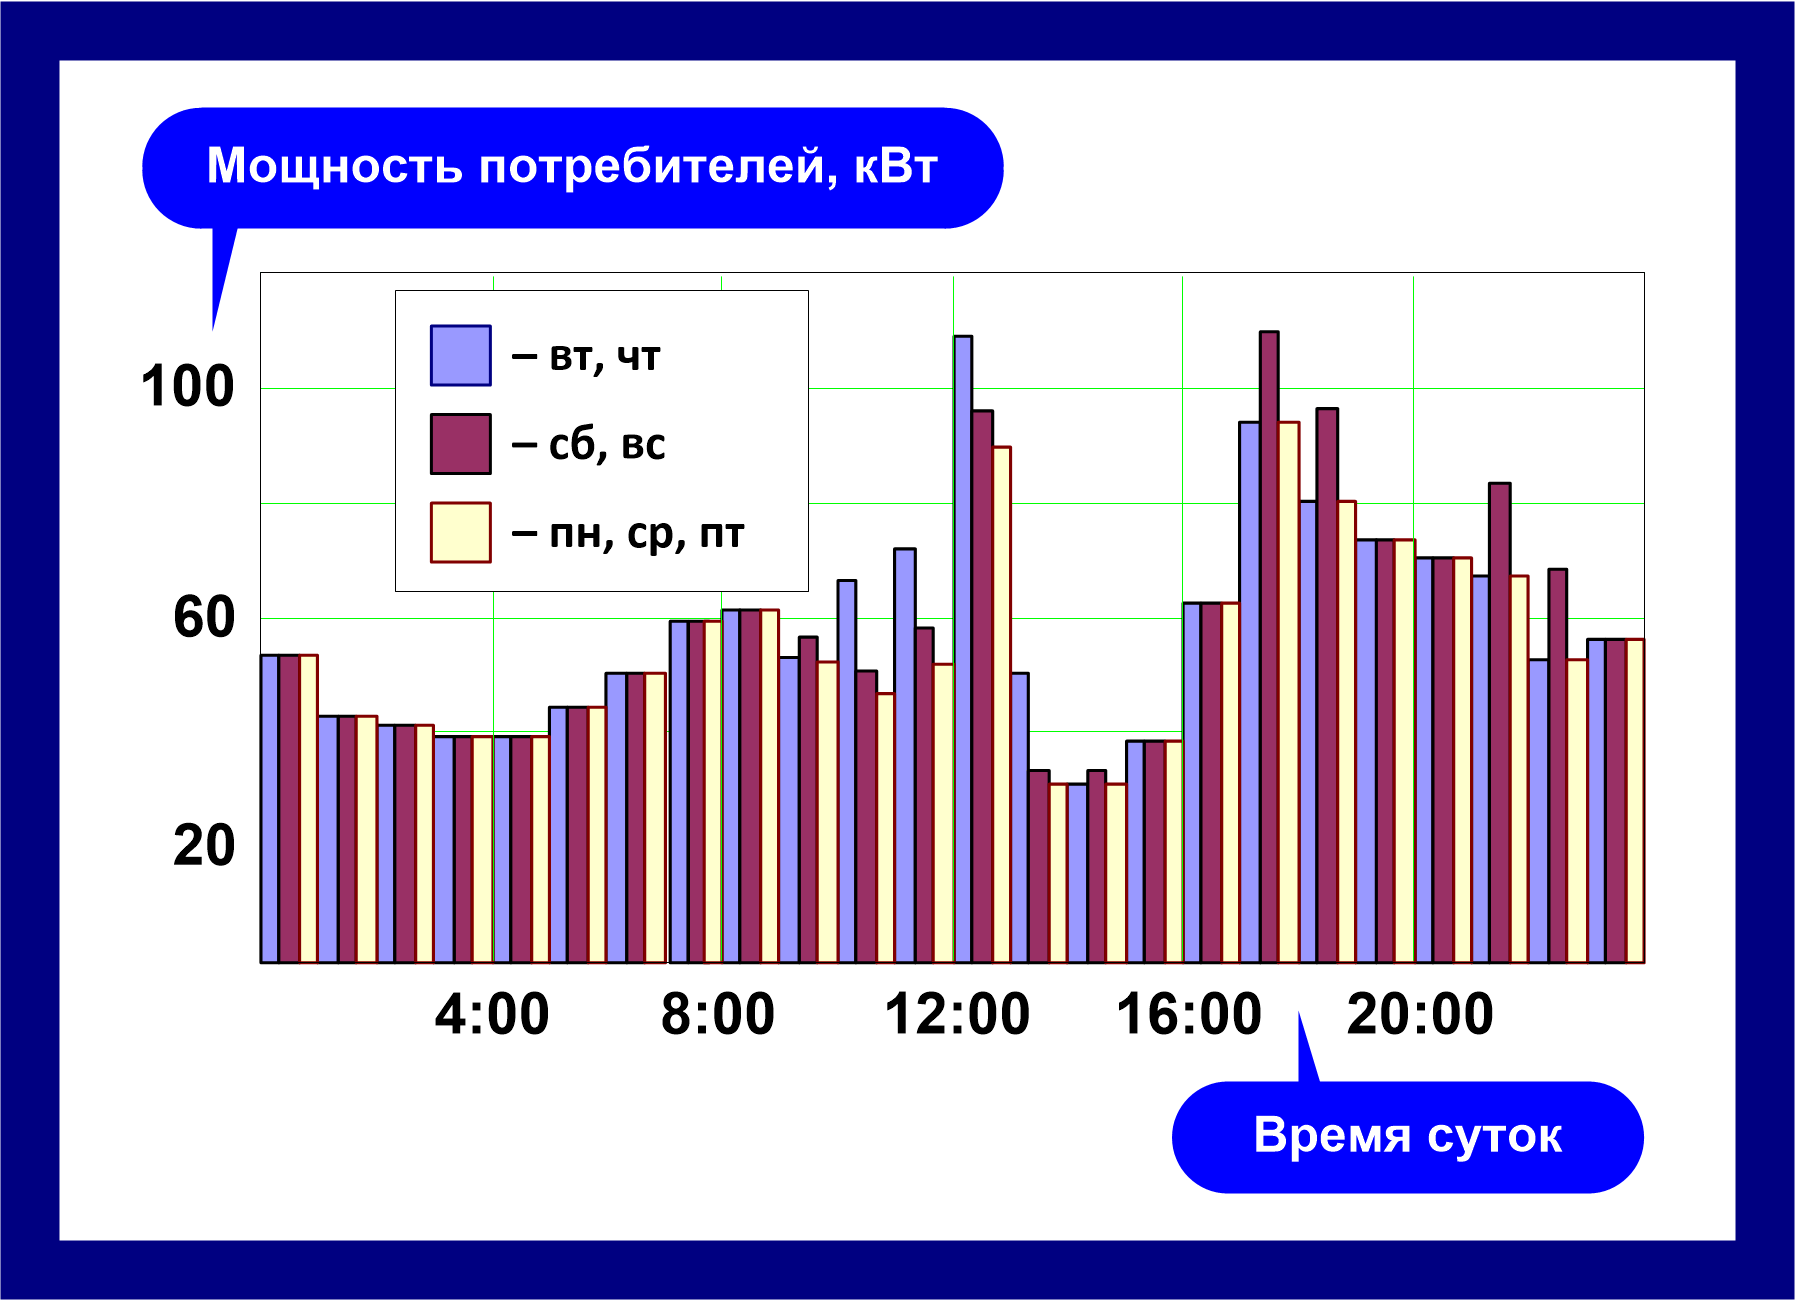 Мощность потребителей, кВт
– вт, чт
– сб, вс
– пн, ср, пт
100
60
20
4:00 8:00 12:00 16:00 20:00
Время суток